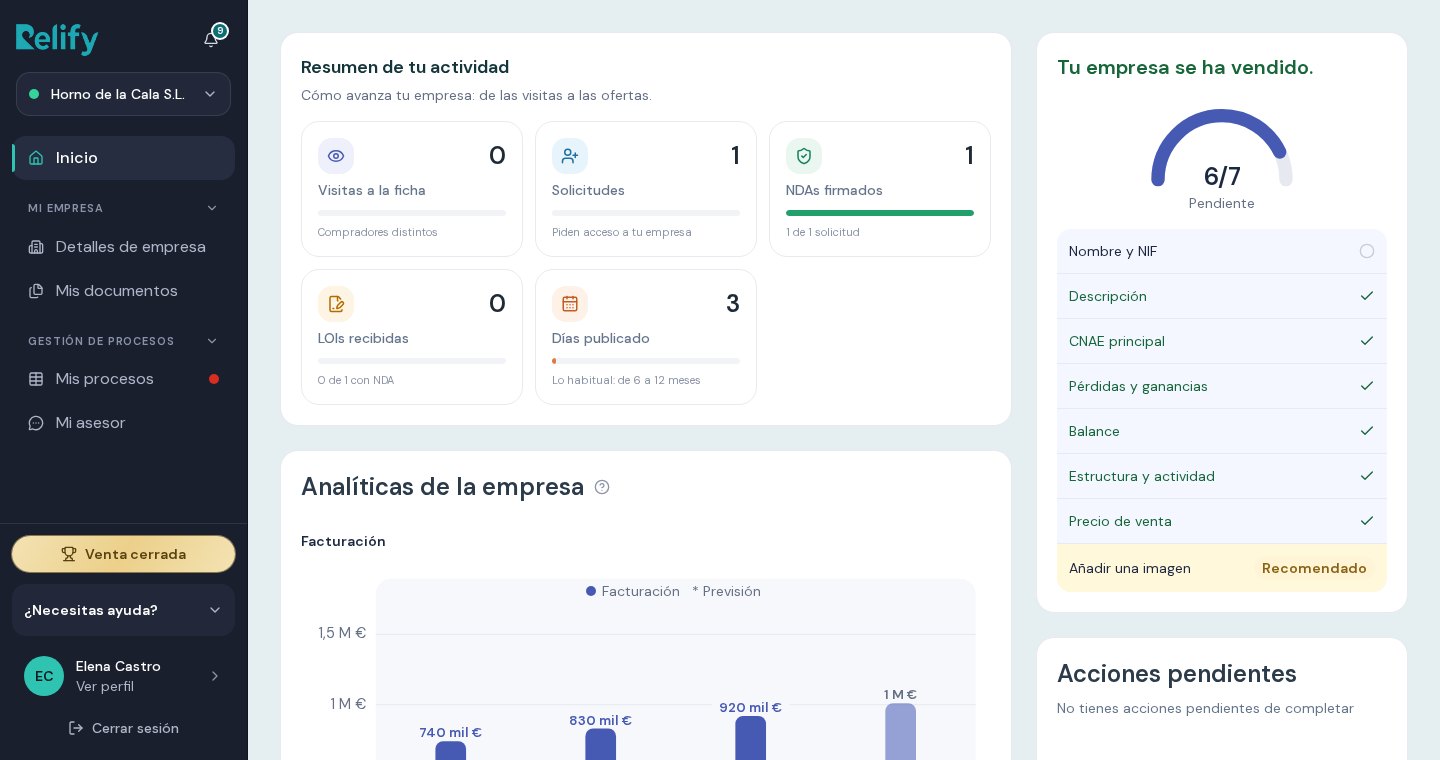 Relify
9
Horno de la Cala S.L.
Inicio
MI EMPRESA
Detalles de empresa
Mis documentos
GESTIÓN DE PROCESOS
Mis procesos
Mi asesor
Venta cerrada
¿Necesitas ayuda?
EC
Elena Castro
Ver perfil
Cerrar sesión
Resumen de tu actividad
Cómo avanza tu empresa: de las visitas a las ofertas.
0
Visitas a la ficha
Compradores distintos
1
Solicitudes
Piden acceso a tu empresa
1
NDAs firmados
1 de 1 solicitud
0
LOIs recibidas
0 de 1 con NDA
3
Días publicado
Lo habitual: de 6 a 12 meses
Analíticas de la empresa
Facturación
Facturación * Previsión
1,5 M €
1 M €
740 mil €
830 mil €
920 mil €
1 M €
Tu empresa se ha vendido.
6/7
Pendiente
Nombre y NIF
Descripción
CNAE principal
Pérdidas y ganancias
Balance
Estructura y actividad
Precio de venta
Añadir una imagen Recomendado
Acciones pendientes
No tienes acciones pendientes de completar